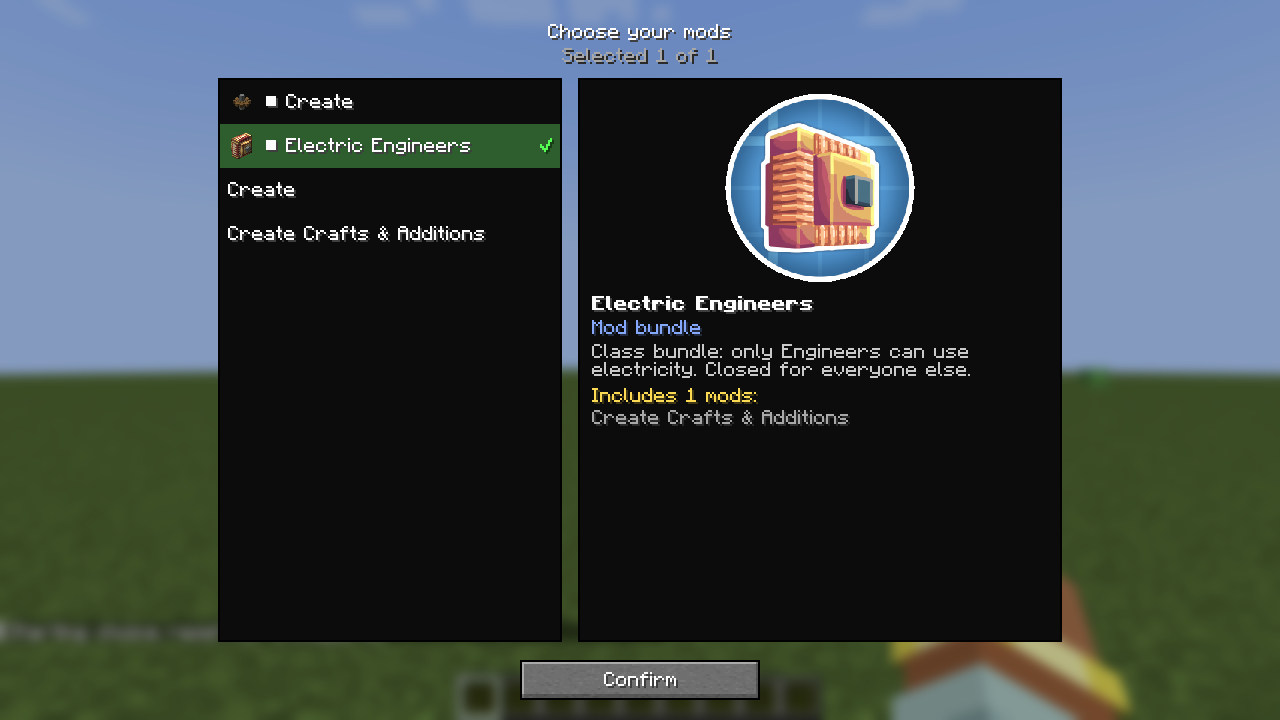 Choose your mods
Selected 1 of 1
Create
Electric Engineers
Create
Create Crafts & Additions
Electric Engineers
Mod bundle
Class bundle: only Engineers can use
electricity. Closed for everyone else.
Includes 1 mods:
Create Crafts & Additions
Confirm